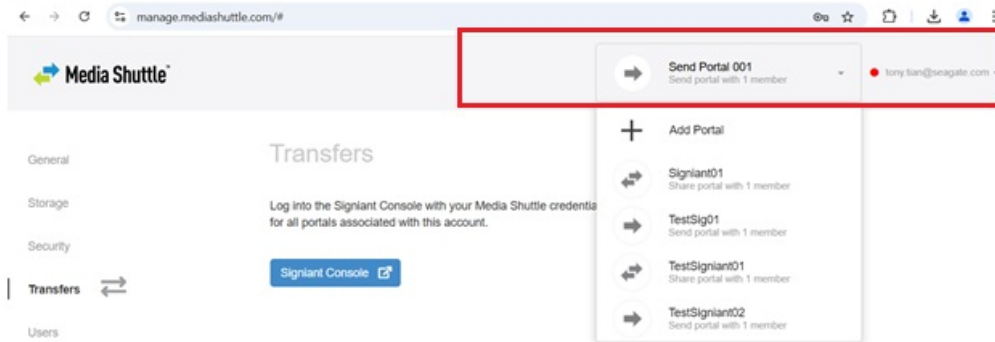 manage.mediashuttle.com/#
Media Shuttle
Send Portal 001
Send portal with 1 member
tony.tian@seagate.com
Add Portal
Transfers
General
Signiant01
Share portal with 1 member
Storage
Log into the Signiant Console with your Media Shuttle credentia
for all portals associated with this account.
TestSig01
Send portal with 1 member
Security
Signiant Console
TestSigniant01
Share portal with 1 member
Transfers
TestSigniant02
Send portal with 1 member
Users